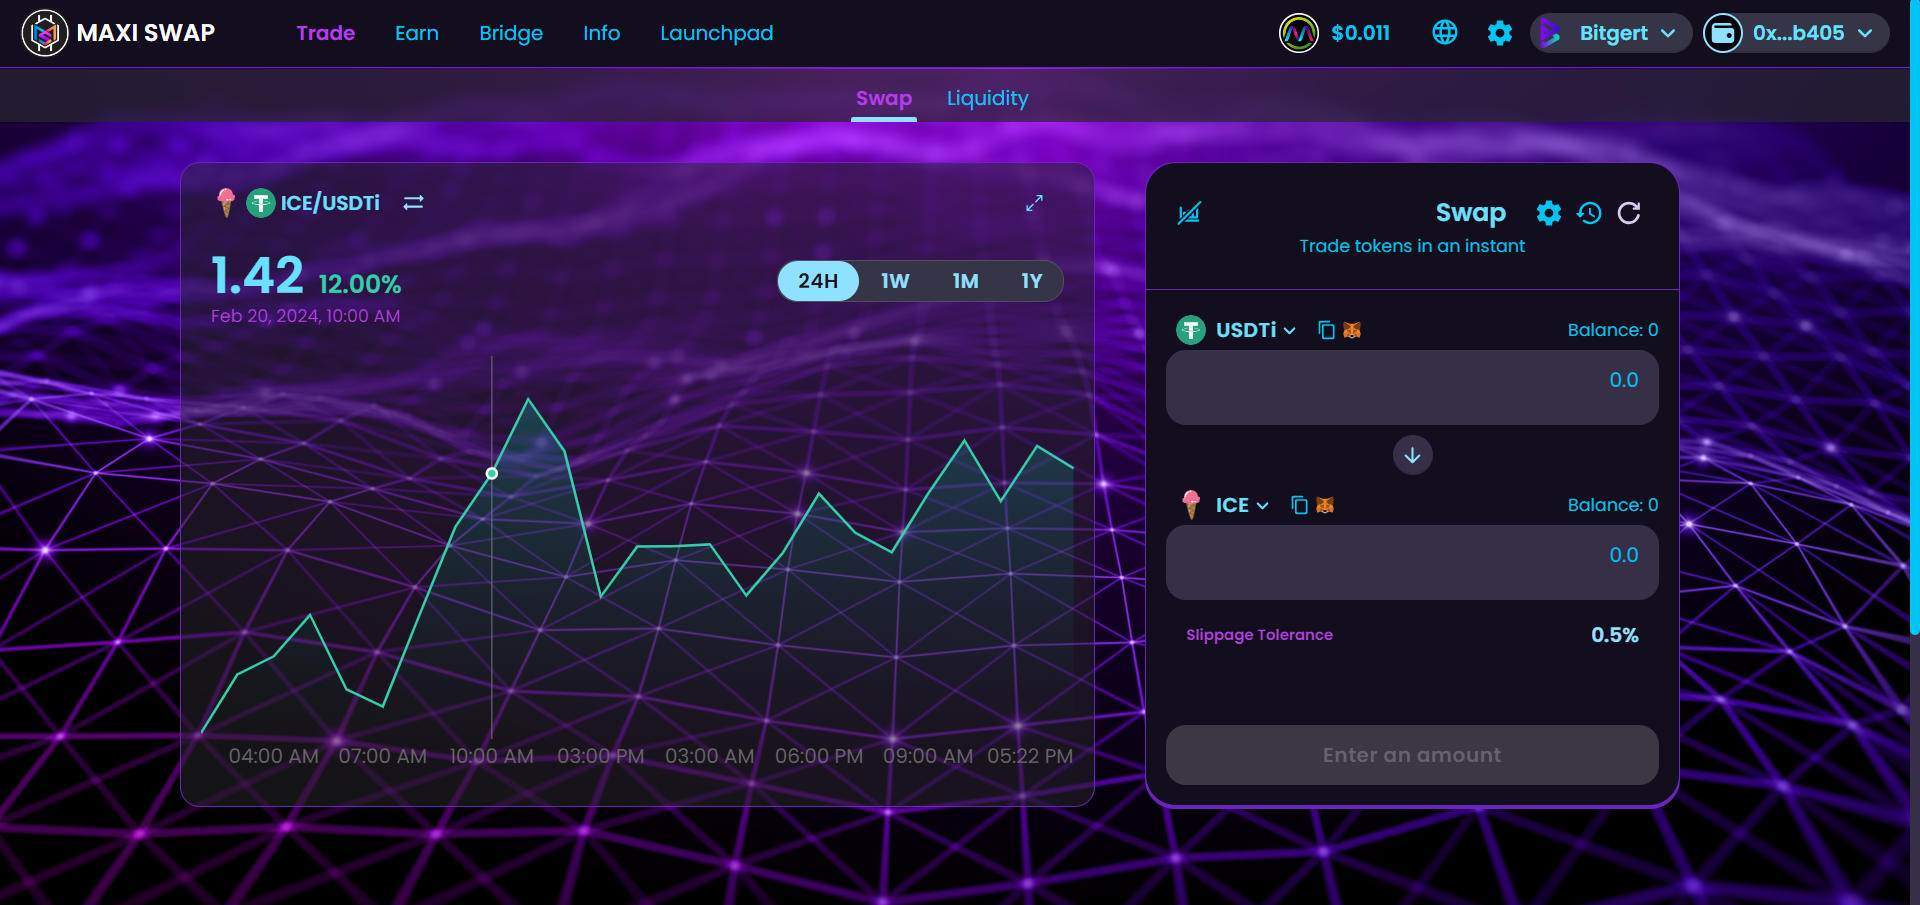 MAXI SWAP
Trade Earn Bridge Info Launchpad
$0.011
Bitgert
0x...b405
Swap Liquidity
ICE/USDTi
1.42 12.00%
Feb 20, 2024, 10:00 AM
24H 1W 1M 1Y
04:00 AM 07:00 AM 10:00 AM 03:00 PM 03:00 AM 06:00 PM 09:00 AM 05:22 PM
Swap
Trade tokens in an instant
USDTi Balance: 0
0.0
ICE Balance: 0
0.0
Slippage Tolerance 0.5%
Enter an amount